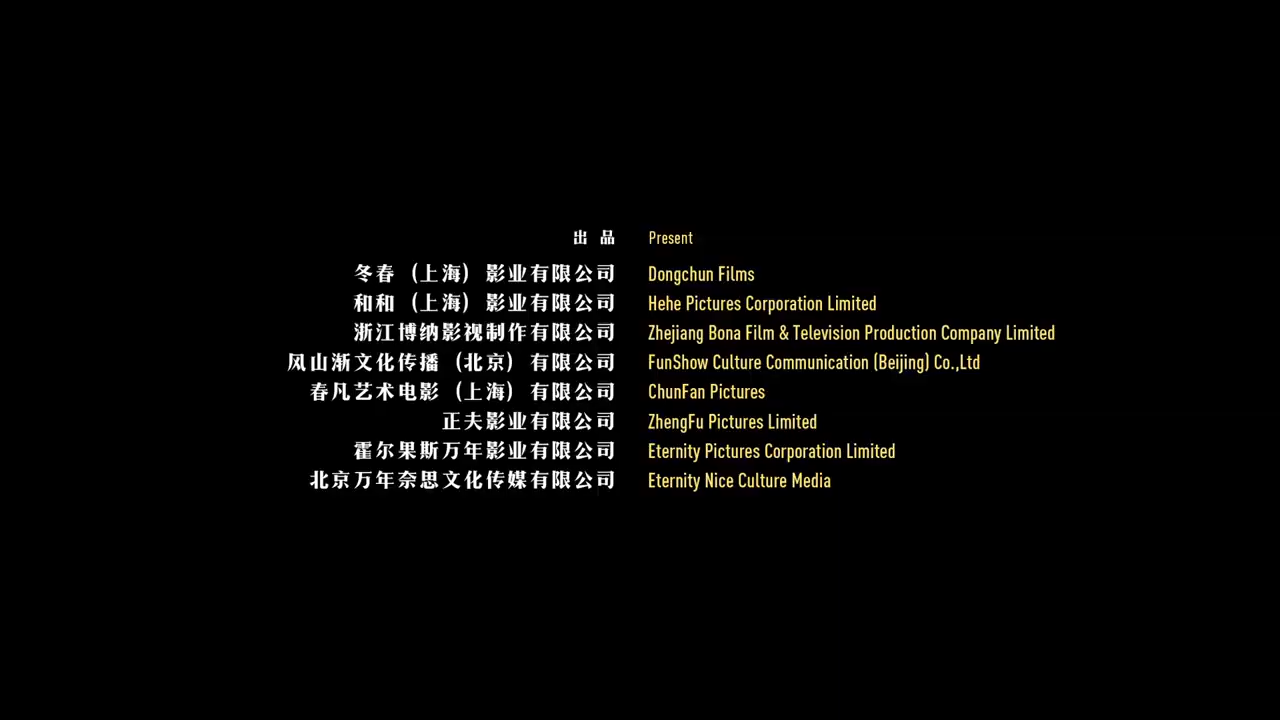 出 品 Present
冬春（上海）影业有限公司 Dongchun Films
和和（上海）影业有限公司 Hehe Pictures Corporation Limited
浙江博纳影视制作有限公司 Zhejiang Bona Film & Television Production Company Limited
风山渐文化传播（北京）有限公司 FunShow Culture Communication (Beijing) Co.,Ltd
春凡艺术电影（上海）有限公司 ChunFan Pictures
正夫影业有限公司 ZhengFu Pictures Limited
霍尔果斯万年影业有限公司 Eternity Pictures Corporation Limited
北京万年奈思文化传媒有限公司 Eternity Nice Culture Media